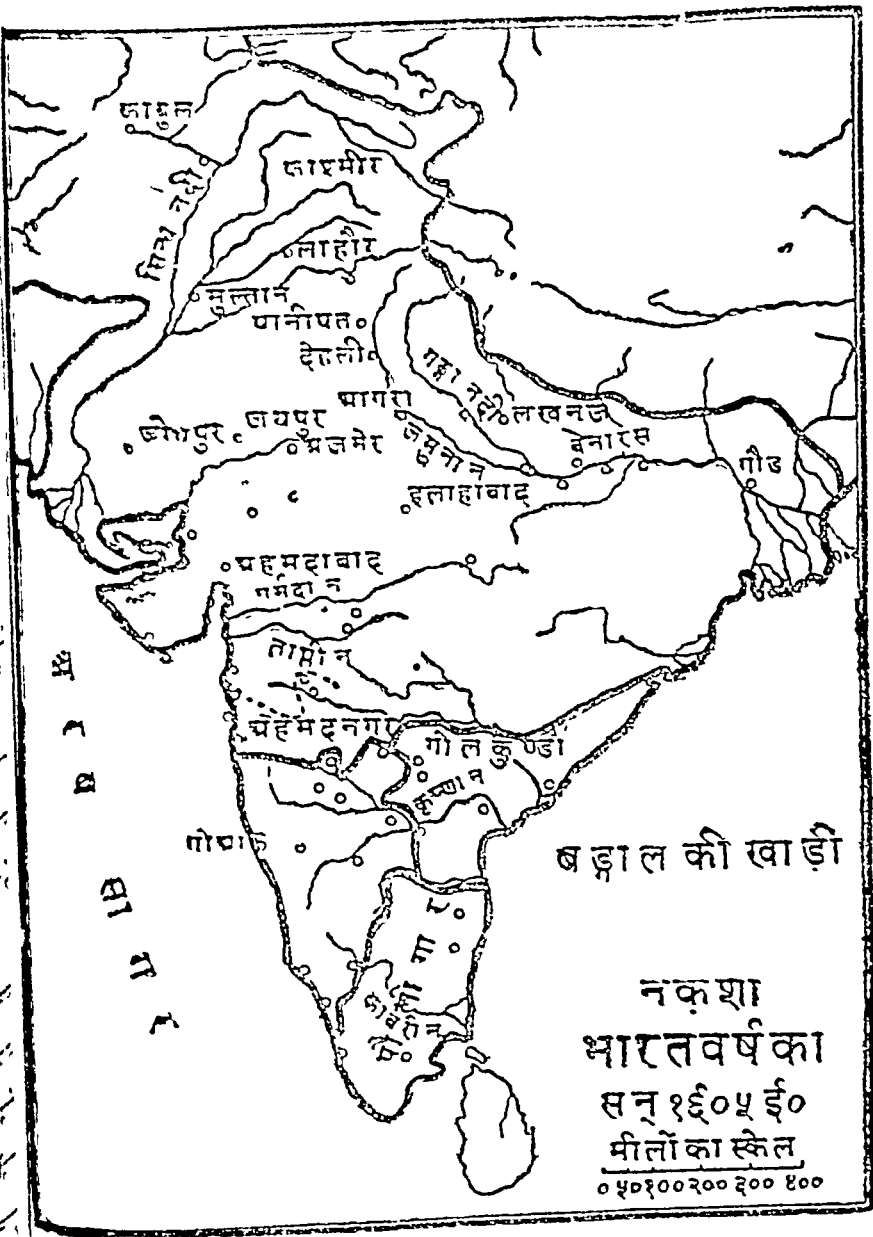 काबुल
काश्मीर
सिन्ध नदी
लाहौर
मुल्तान
पानीपत
देहली
गङ्गा नदी
लखनऊ
आगरा
जोधपुर
जयपुर
अजमेर
जमुना न
बेनारस
इलाहाबाद
गौड
अहमदाबाद
नर्मदा न
ताप्ती न
अहमदनगर
गोलकुण्डा
कृष्णा न
गोआ
अरब सागर
बङ्गाल की खाड़ी
नक़शा
भारतवर्ष का
सन् १६०५ ई०
मीलों का स्केल
० ५० १०० २०० ३०० ४००